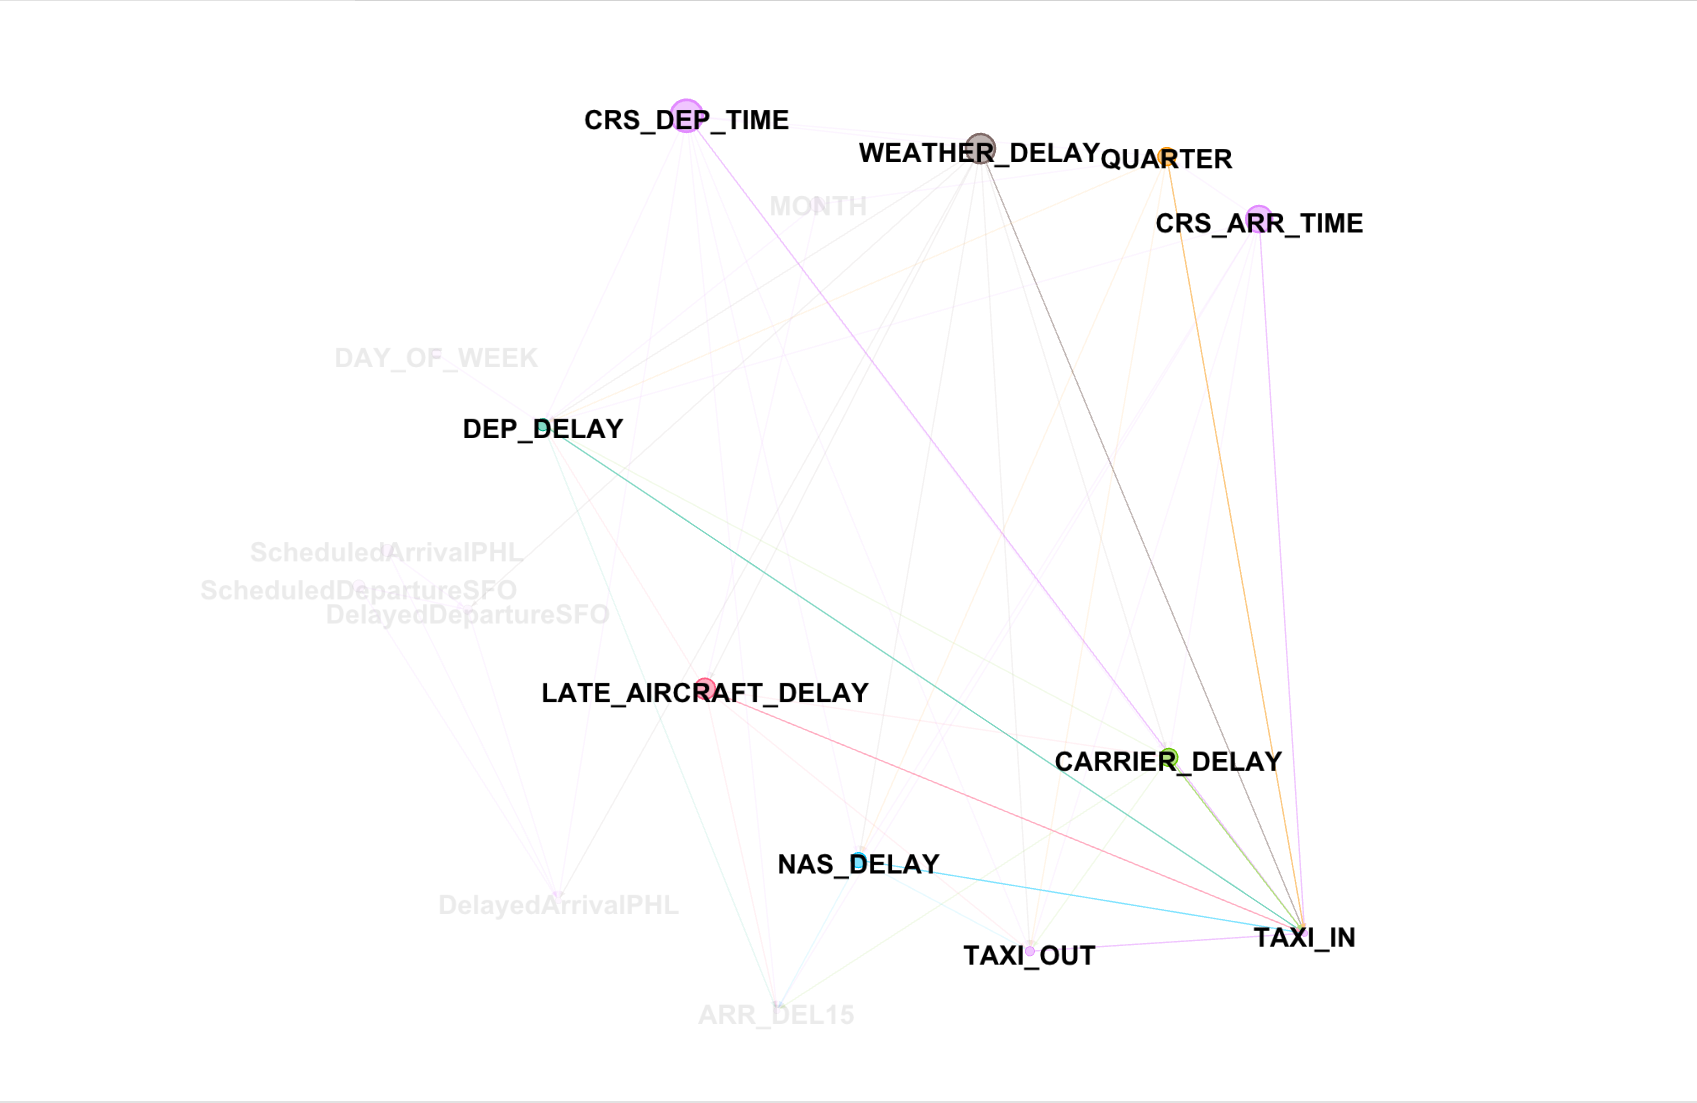 CRS_DEP_TIME
WEATHER_DELAY
QUARTER
MONTH
CRS_ARR_TIME
DAY_OF_WEEK
DEP_DELAY
ScheduledArrivalPHL
ScheduledDepartureSFO
DelayedDepartureSFO
LATE_AIRCRAFT_DELAY
CARRIER_DELAY
NAS_DELAY
DelayedArrivalPHL
TAXI_IN
TAXI_OUT
ARR_DEL15